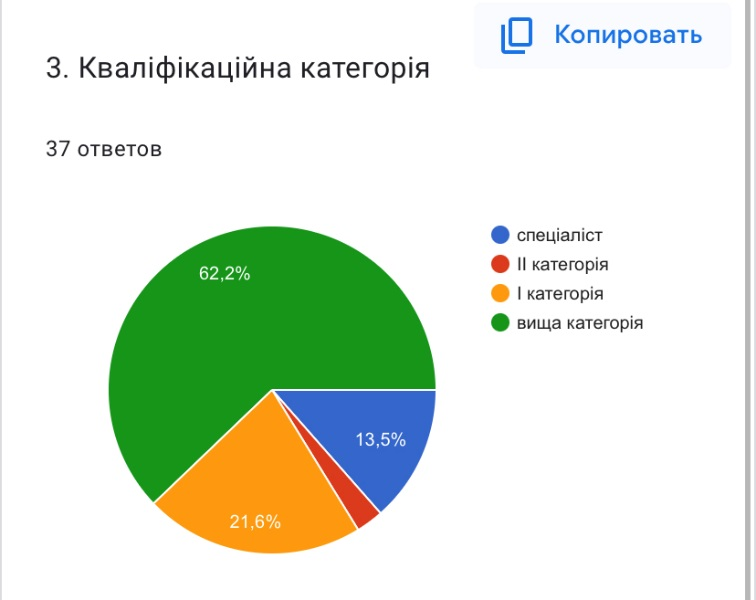 Копировать
3. Кваліфікаційна категорія
37 ответов
спеціаліст
II категорія
I категорія
вища категорія
62,2%
13,5%
21,6%